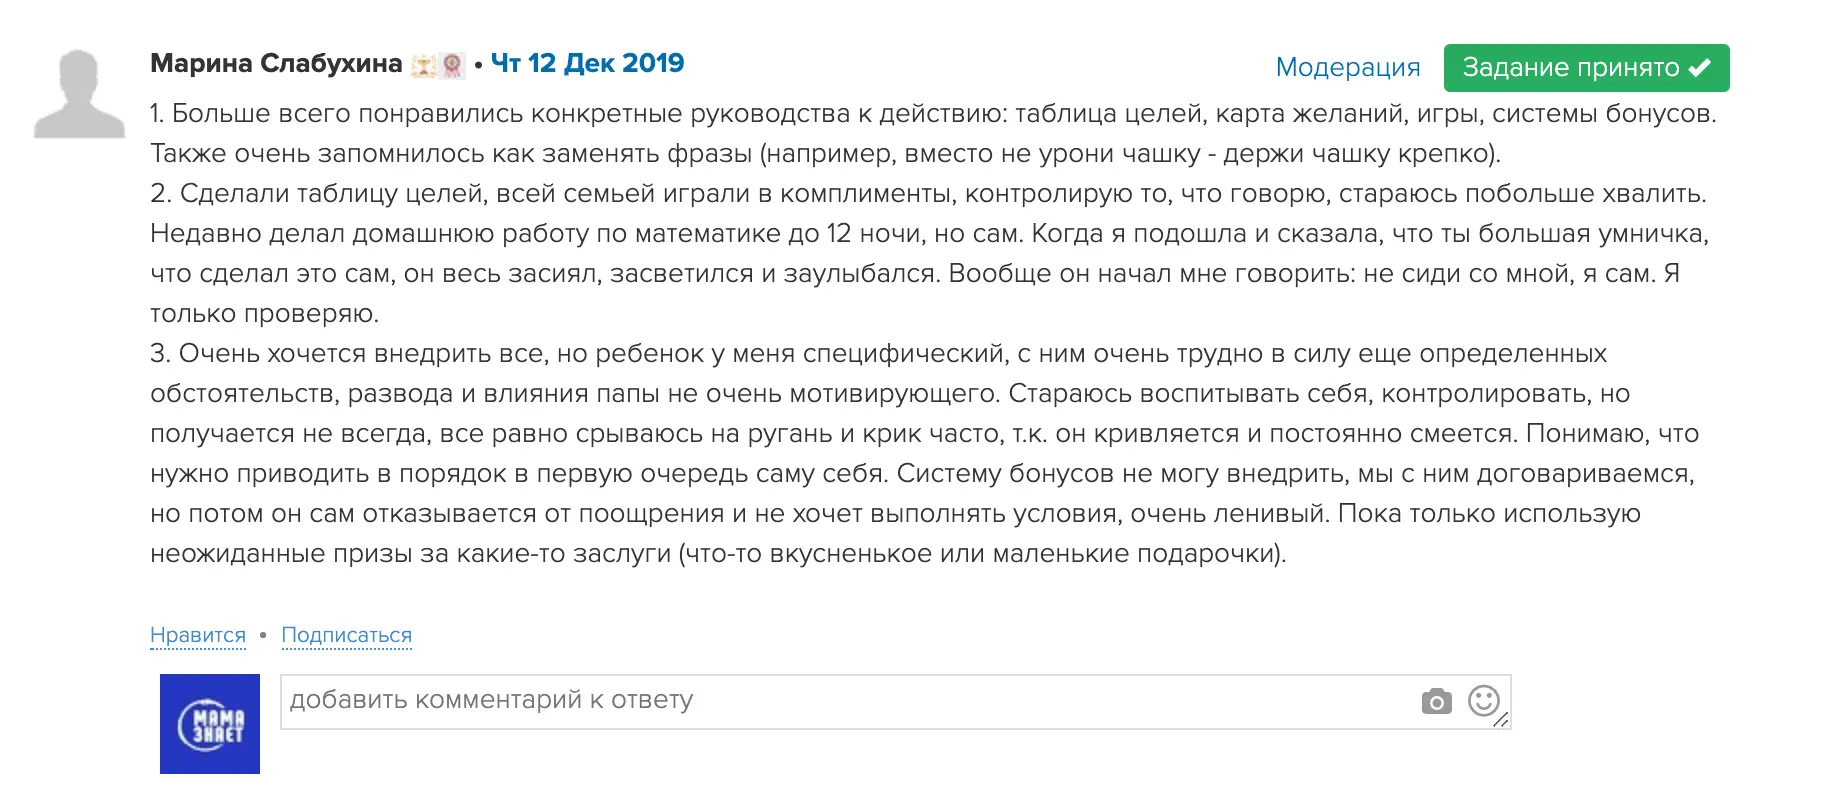 Марина Слабухина • Чт 12 Дек 2019
Модерация
Задание принято ✔
1. Больше всего понравились конкретные руководства к действию: таблица целей, карта желаний, игры, системы бонусов.
Также очень запомнилось как заменять фразы (например, вместо не урони чашку - держи чашку крепко).
2. Сделали таблицу целей, всей семьей играли в комплименты, контролирую то, что говорю, стараюсь побольше хвалить.
Недавно делал домашнюю работу по математике до 12 ночи, но сам. Когда я подошла и сказала, что ты большая умничка,
что сделал это сам, он весь засиял, засветился и заулыбался. Вообще он начал мне говорить: не сиди со мной, я сам. Я
только проверяю.
3. Очень хочется внедрить все, но ребенок у меня специфический, с ним очень трудно в силу еще определенных
обстоятельств, развода и влияния папы не очень мотивирующего. Стараюсь воспитывать себя, контролировать, но
получается не всегда, все равно срываюсь на ругань и крик часто, т.к. он кривляется и постоянно смеется. Понимаю, что
нужно приводить в порядок в первую очередь саму себя. Систему бонусов не могу внедрить, мы с ним договариваемся,
но потом он сам отказывается от поощрения и не хочет выполнять условия, очень ленивый. Пока только использую
неожиданные призы за какие-то заслуги (что-то вкусненькое или маленькие подарочки).
Нравится • Подписаться
МАМА
ЗНАЕТ
добавить комментарий к ответу